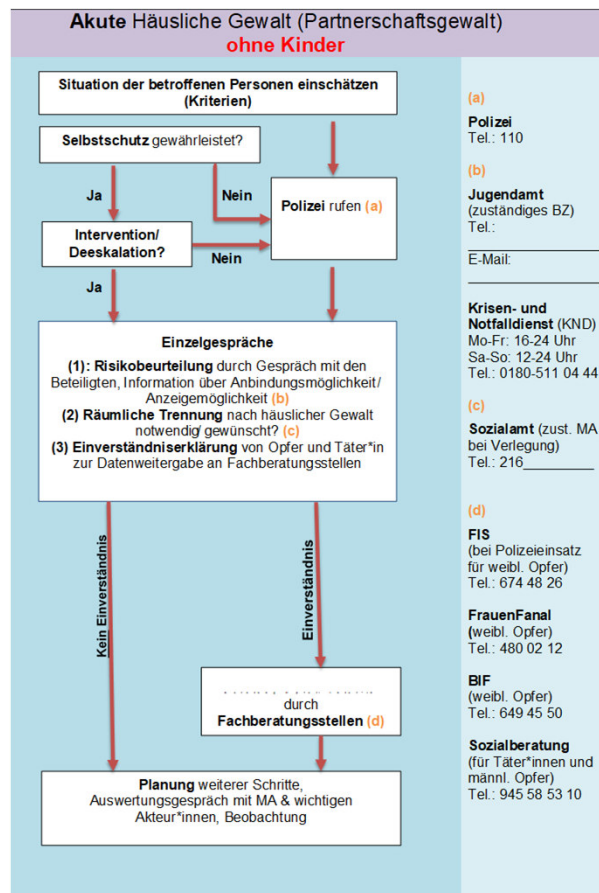 Akute Häusliche Gewalt (Partnerschaftsgewalt)
ohne Kinder
Situation der betroffenen Personen einschätzen
(Kriterien)
Selbstschutz gewährleistet?
Ja
Nein
Polizei rufen (a)
Intervention/
Deeskalation?
Nein
Ja
Einzelgespräche
(1): Risikobeurteilung durch Gespräch mit den
Beteiligten, Information über Anbindungsmöglichkeit/
Anzeigemöglichkeit (b)
(2) Räumliche Trennung nach häuslicher Gewalt
notwendig/ gewünscht? (c)
(3) Einverständniserklärung von Opfer und Täter*in
zur Datenweitergabe an Fachberatungsstellen
Kein Einverständnis
Einverständnis
durch
Fachberatungsstellen (d)
Planung weiterer Schritte,
Auswertungsgespräch mit MA & wichtigen
Akteur*innen, Beobachtung
(a)
Polizei
Tel.: 110
(b)
Jugendamt
(zuständiges BZ)
Tel.:
E-Mail:
Krisen- und
Notfalldienst (KND)
Mo-Fr: 16-24 Uhr
Sa-So: 12-24 Uhr
Tel.: 0180-511 04 44
(c)
Sozialamt (zust. MA
bei Verlegung)
Tel.: 216_________
(d)
FIS
(bei Polizeieinsatz
für weibl. Opfer)
Tel.: 674 48 26
FrauenFanal
(weibl. Opfer)
Tel.: 480 02 12
BIF
(weibl. Opfer)
Tel.: 649 45 50
Sozialberatung
(für Täter*innen und
männl. Opfer)
Tel.: 945 58 53 10